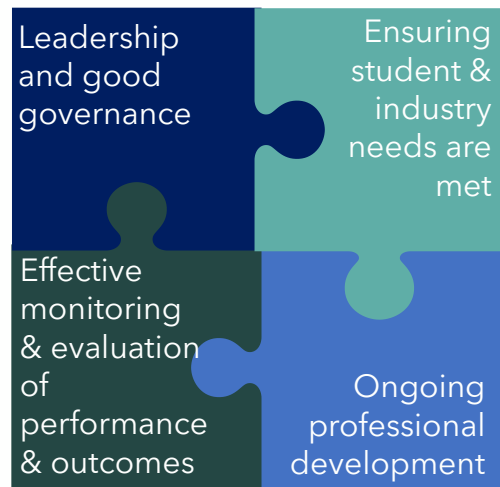 Leadership
and good
governance
Ensuring
student &
industry
needs are
met
Effective
monitoring
& evaluation
of
performance
& outcomes
Ongoing
professional
development